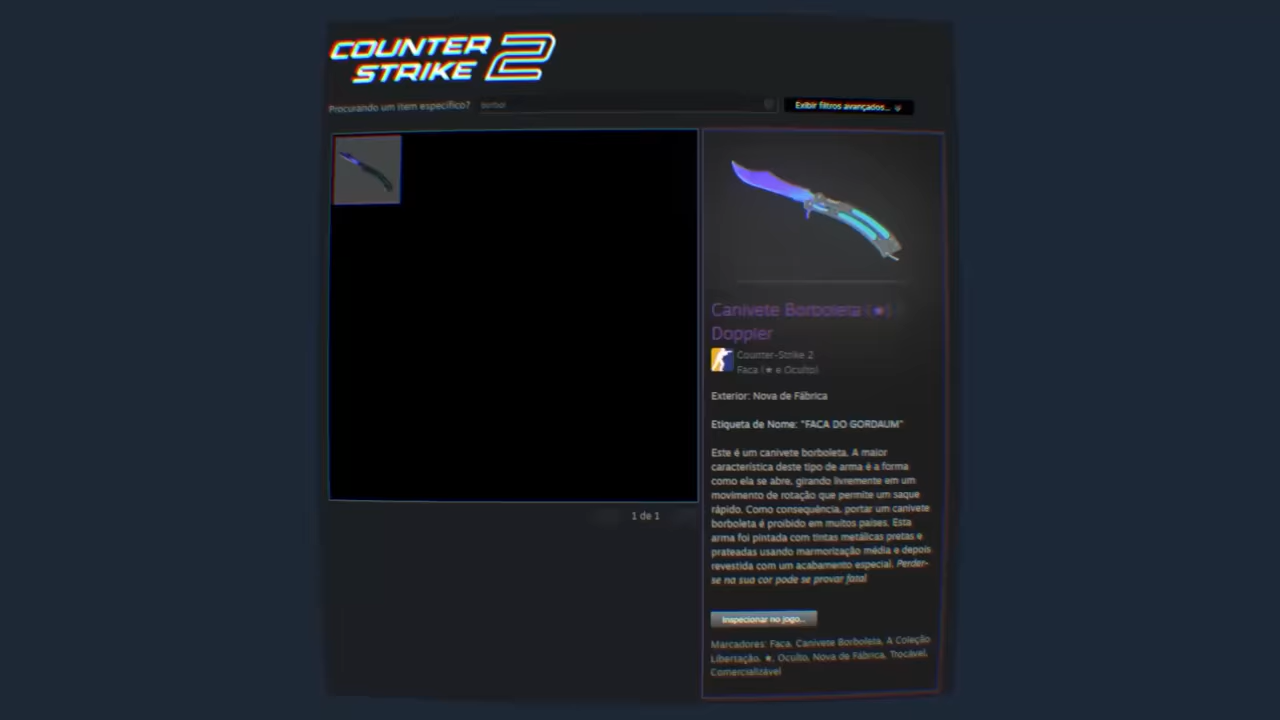 COUNTER
STRIKE 2
Procurando um item específico?
borbol
Exibir filtros avançados...
Canivete Borboleta (★) |
Doppler
Counter-Strike 2
Faca (★ e Oculto)
Exterior: Nova de Fábrica
Etiqueta de Nome: "FACA DO GORDAUM"
Este é um canivete borboleta. A maior
característica deste tipo de arma é a forma
como ela se abre, girando livremente em um
movimento de rotação que permite um saque
rápido. Como consequência, portar um canivete
borboleta é proibido em muitos países. Esta
arma foi pintada com tintas metálicas pretas e
prateadas usando marmorização média e depois
revestida com um acabamento especial. Perder-
se na sua cor pode se provar fatal
1 de 1
Inspecionar no jogo...
Marcadores: Faca, Canivete Borboleta, A Coleção
Libertação, ★, Oculto, Nova de Fábrica, Trocável,
Comercializável